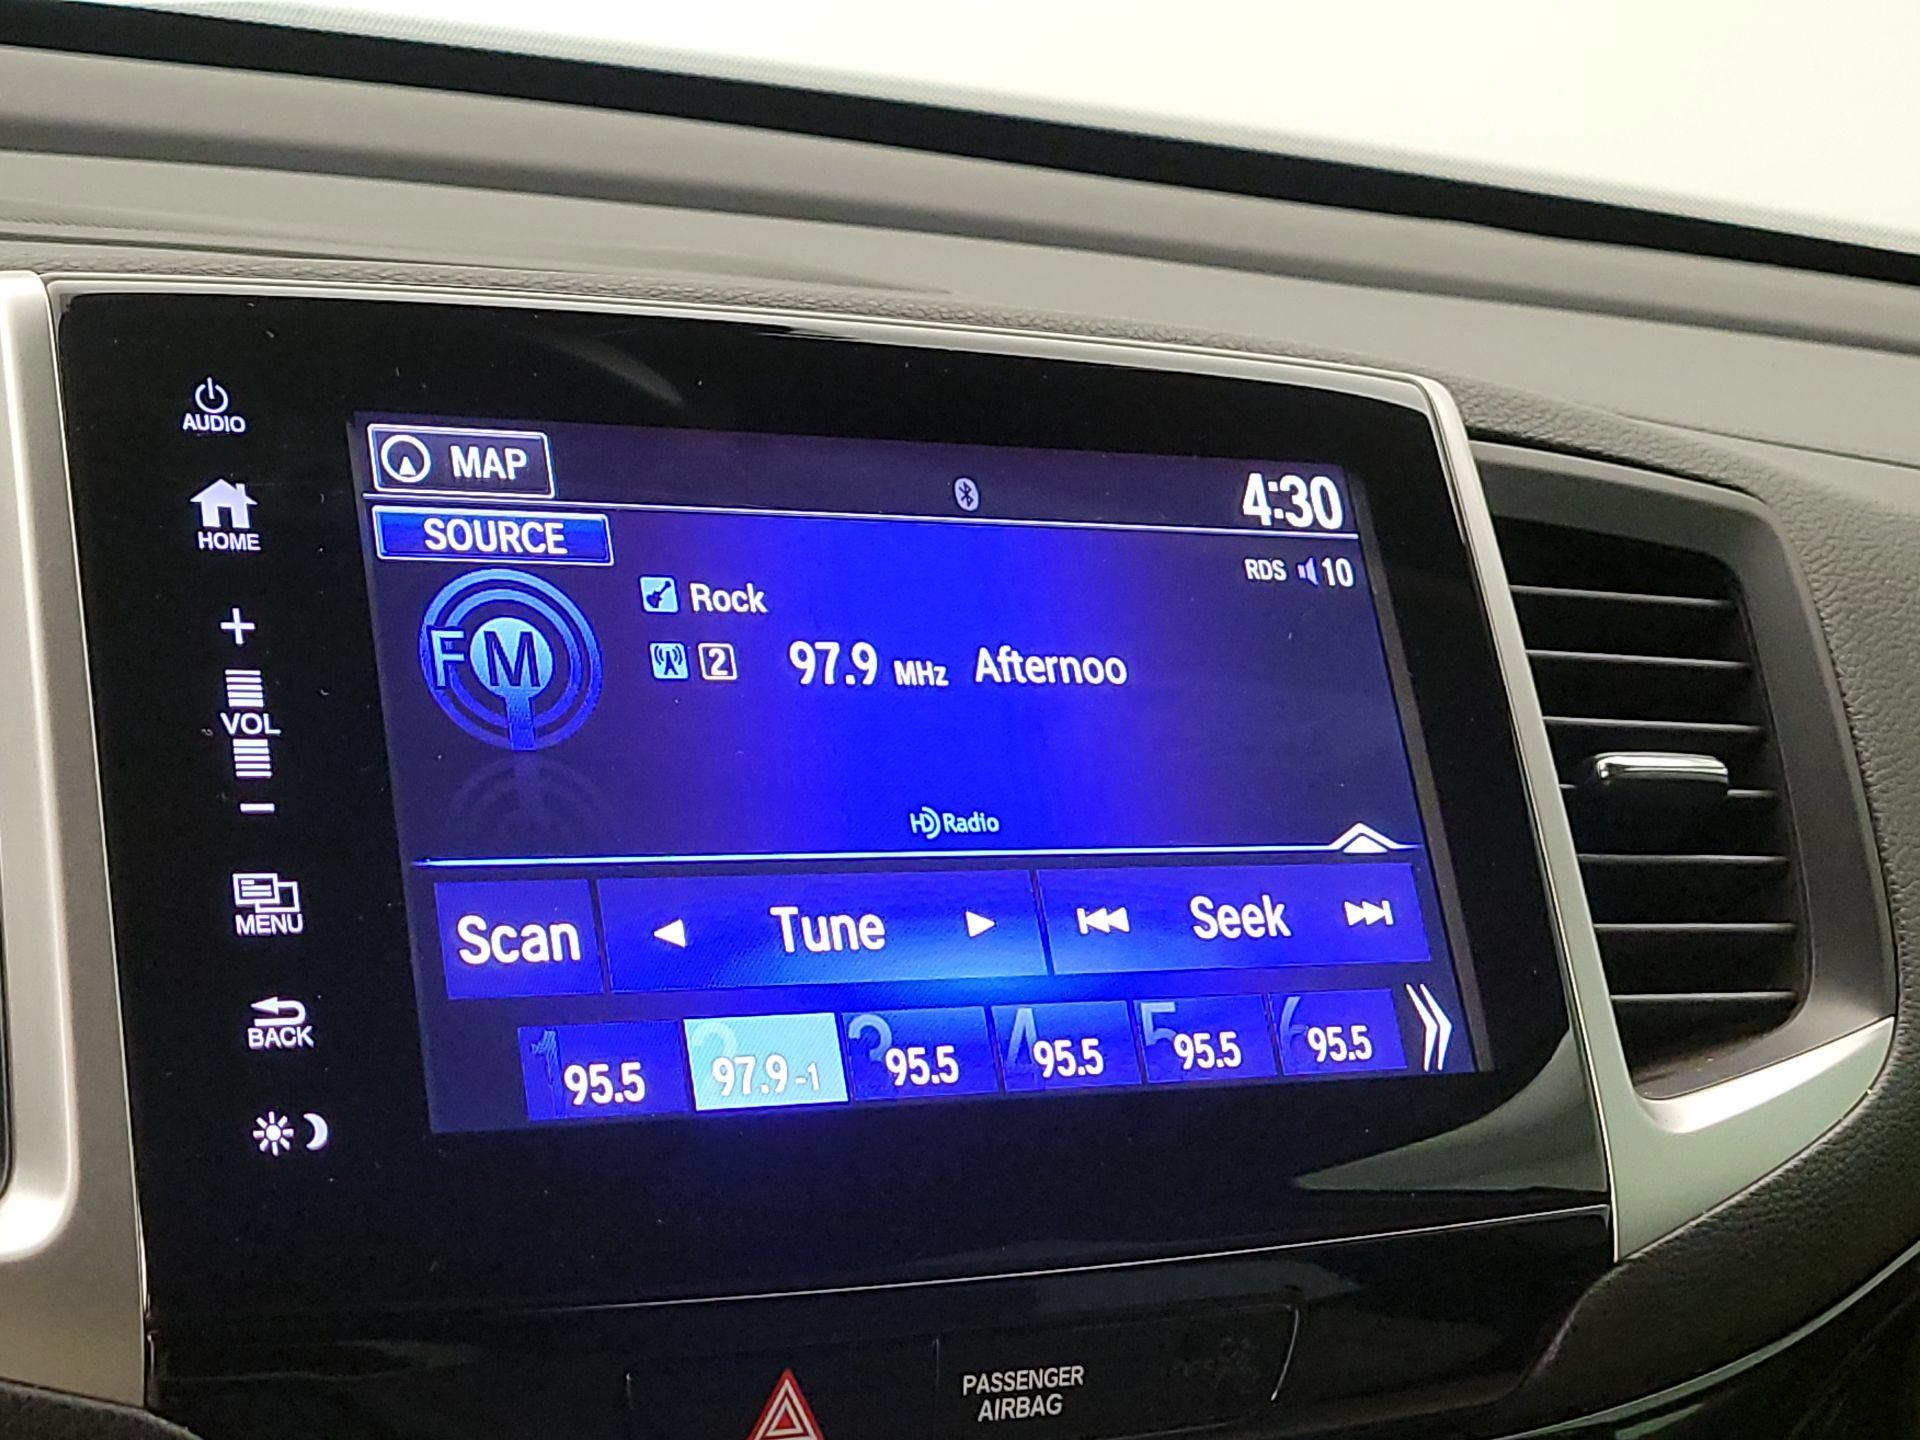 AUDIO
MAP
4:30
HOME
SOURCE
RDS 10
Rock
FM
2 97.9 MHz Afternoo
+
VOL
−
HD Radio
MENU
Scan Tune Seek
BACK
1 95.5 2 97.9-1 3 95.5 4 95.5 5 95.5 6 95.5
PASSENGER
AIRBAG